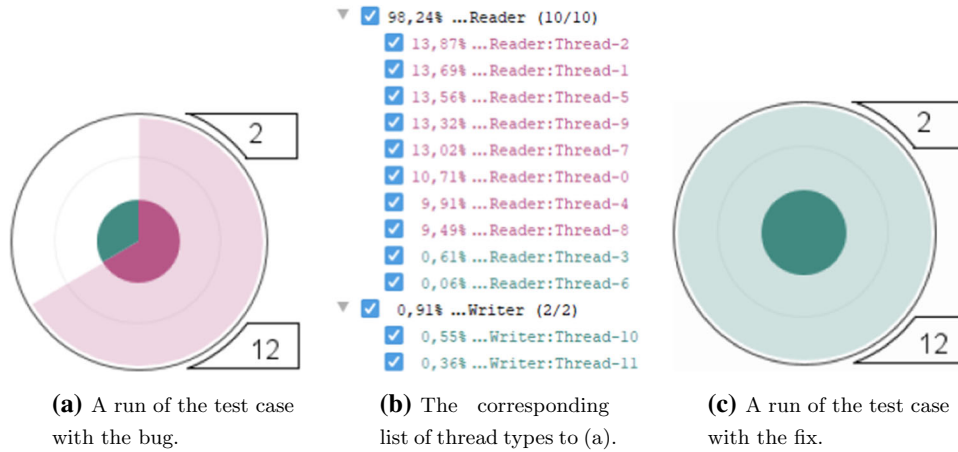 2
12
98,24% ...Reader (10/10)
13,87% ...Reader:Thread-2
13,69% ...Reader:Thread-1
13,56% ...Reader:Thread-5
13,32% ...Reader:Thread-9
13,02% ...Reader:Thread-7
10,71% ...Reader:Thread-0
9,91% ...Reader:Thread-4
9,49% ...Reader:Thread-8
0,61% ...Reader:Thread-3
0,06% ...Reader:Thread-6
0,91% ...Writer (2/2)
0,55% ...Writer:Thread-10
0,36% ...Writer:Thread-11
2
12
(a) A run of the test case
with the bug.
(b) The corresponding
list of thread types to (a).
(c) A run of the test case
with the fix.